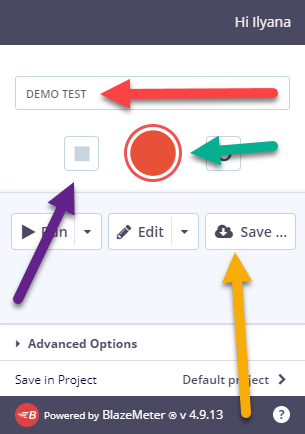 Hi Ilyana
DEMO TEST
Run
Edit
Save ...
Advanced Options
Save in Project
Default project
Powered by BlazeMeter ® v 4.9.13
?